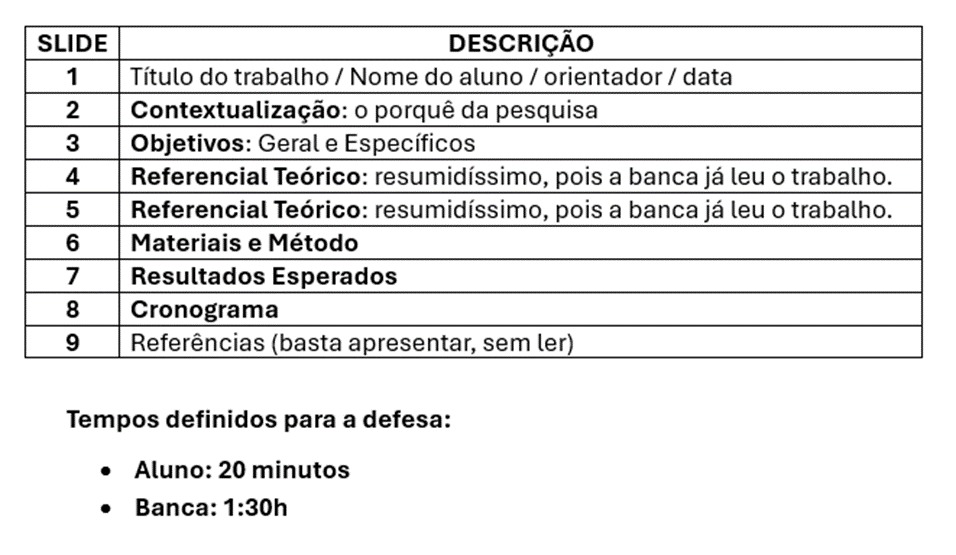 SLIDE DESCRIÇÃO
1 Título do trabalho / Nome do aluno / orientador / data
2 Contextualização: o porquê da pesquisa
3 Objetivos: Geral e Específicos
4 Referencial Teórico: resumidíssimo, pois a banca já leu o trabalho.
5 Referencial Teórico: resumidíssimo, pois a banca já leu o trabalho.
6 Materiais e Método
7 Resultados Esperados
8 Cronograma
9 Referências (basta apresentar, sem ler)
Tempos definidos para a defesa:
• Aluno: 20 minutos
• Banca: 1:30h